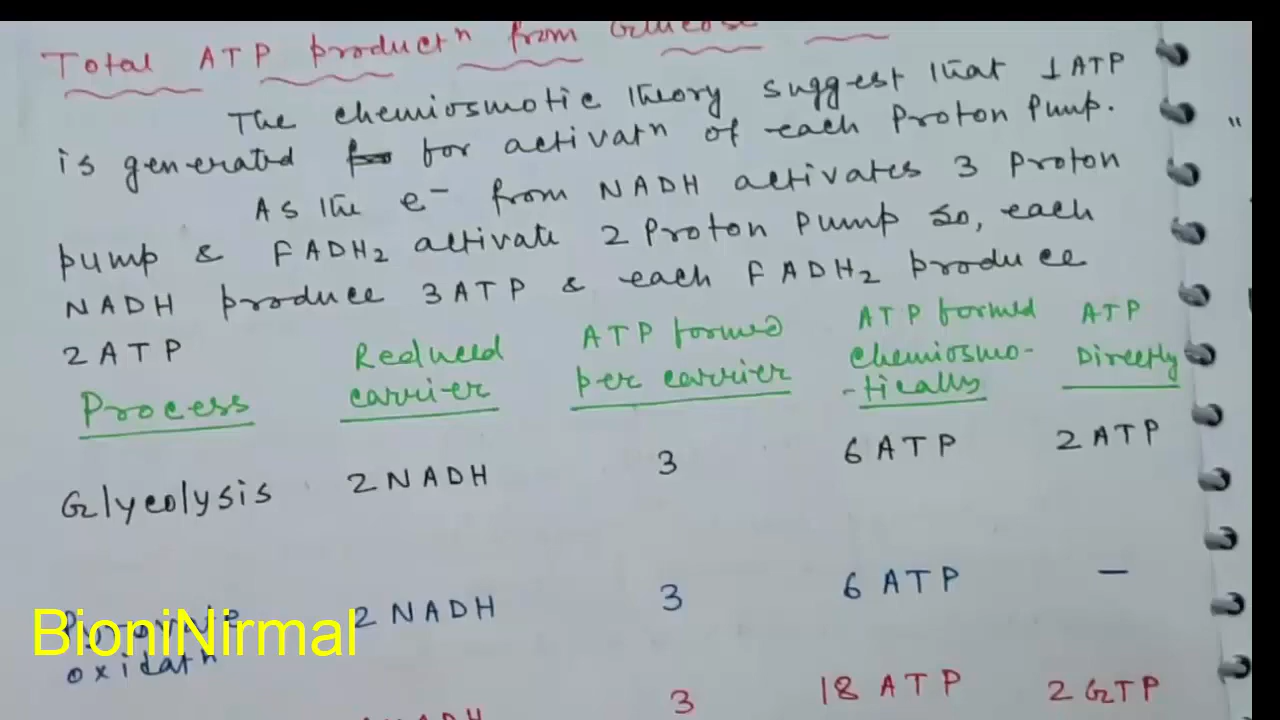 Total ATP productn from Glucose
The chemiosmotic theory suggest that 1 ATP
is generated for activatn of each Proton Pump.
As the e- from NADH activates 3 Proton
pump & FADH2 activate 2 Proton Pump so, each
NADH produce 3 ATP & each FADH2 produce
2 ATP
Process Reduced carrier ATP formed per carrier ATP formed chemiosmo-tically ATP Directly
Glycolysis 2 NADH 3 6 ATP 2 ATP
2 NADH 3 6 ATP —
oxidatn
BioniNirmal
NADH 3 18 ATP 2 GTP